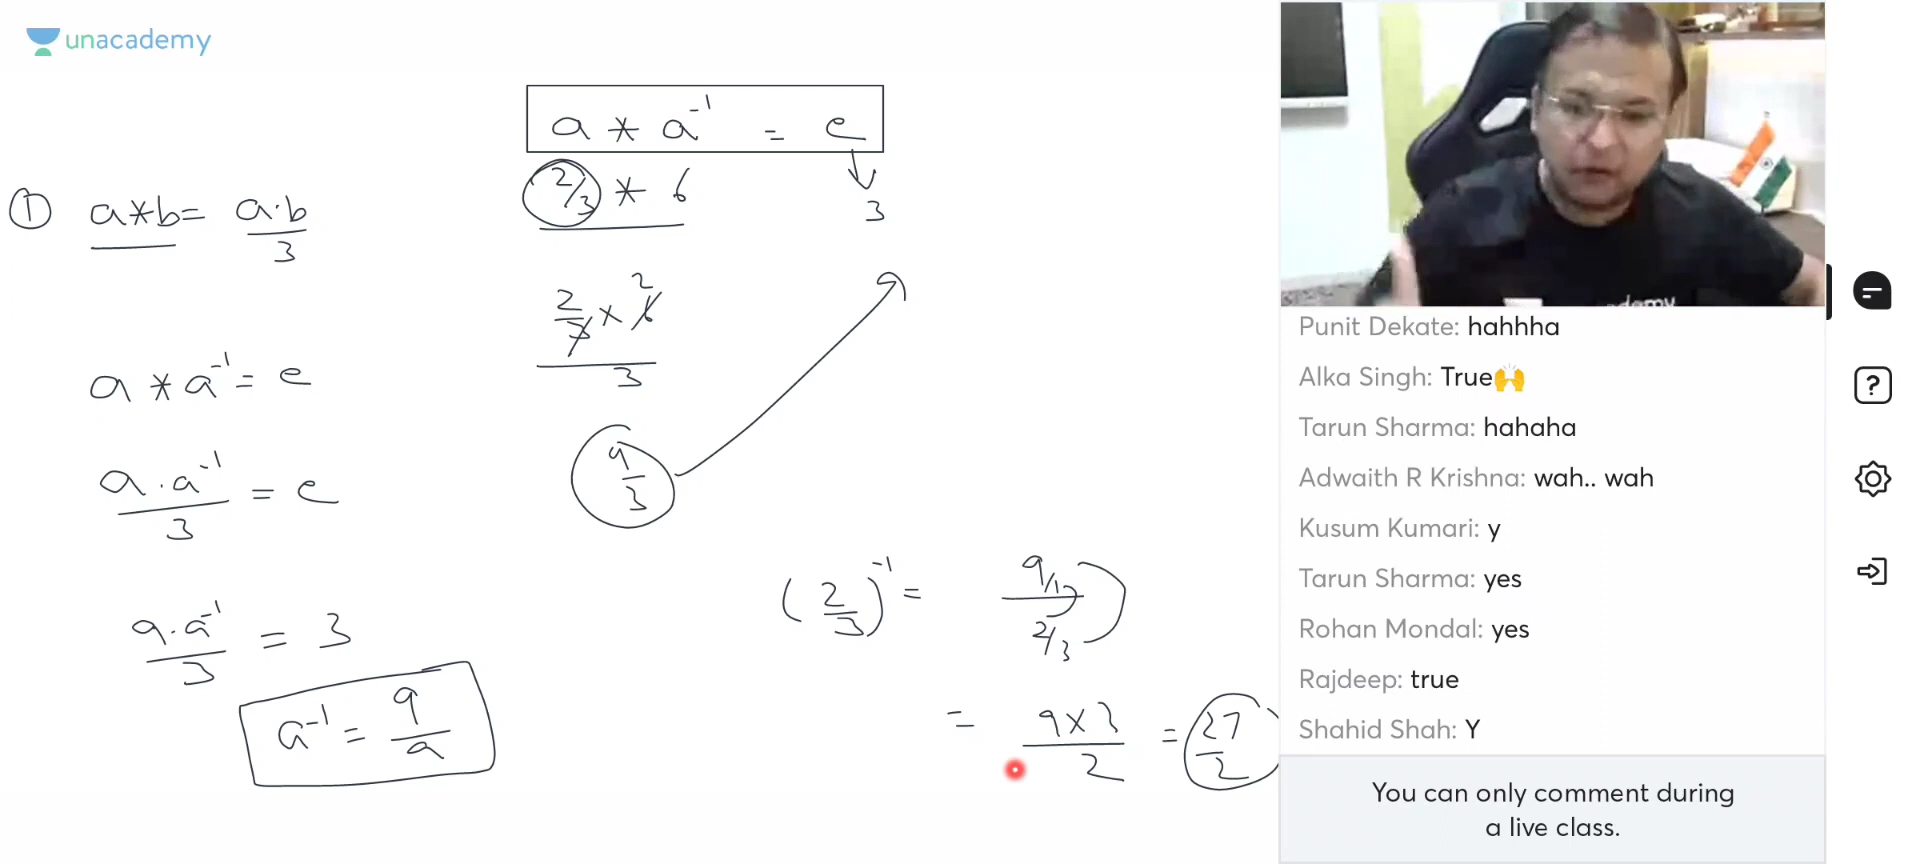 unacademy
a * a⁻¹ = e
2/3 * 6
3
① a*b = a·b/3
2/3 × 6 2
3
a * a⁻¹ = e
9/3
a·a⁻¹/3 = e
(2/3)⁻¹ =
2/3
a·a⁻¹/3 = 3
a⁻¹ = 9/a
= 9×3/2 = 27/2
Punit Dekate: hahhha
Alka Singh: True🙌
Tarun Sharma: hahaha
Adwaith R Krishna: wah.. wah
Kusum Kumari: y
Tarun Sharma: yes
Rohan Mondal: yes
Rajdeep: true
Shahid Shah: Y
You can only comment during
a live class.